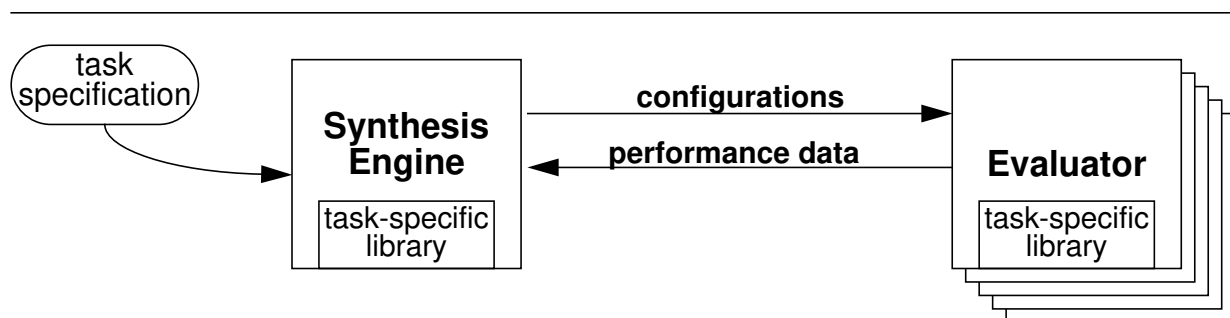 task
specification
Synthesis
Engine
task-specific
library
configurations
performance data
Evaluator
task-specific
library